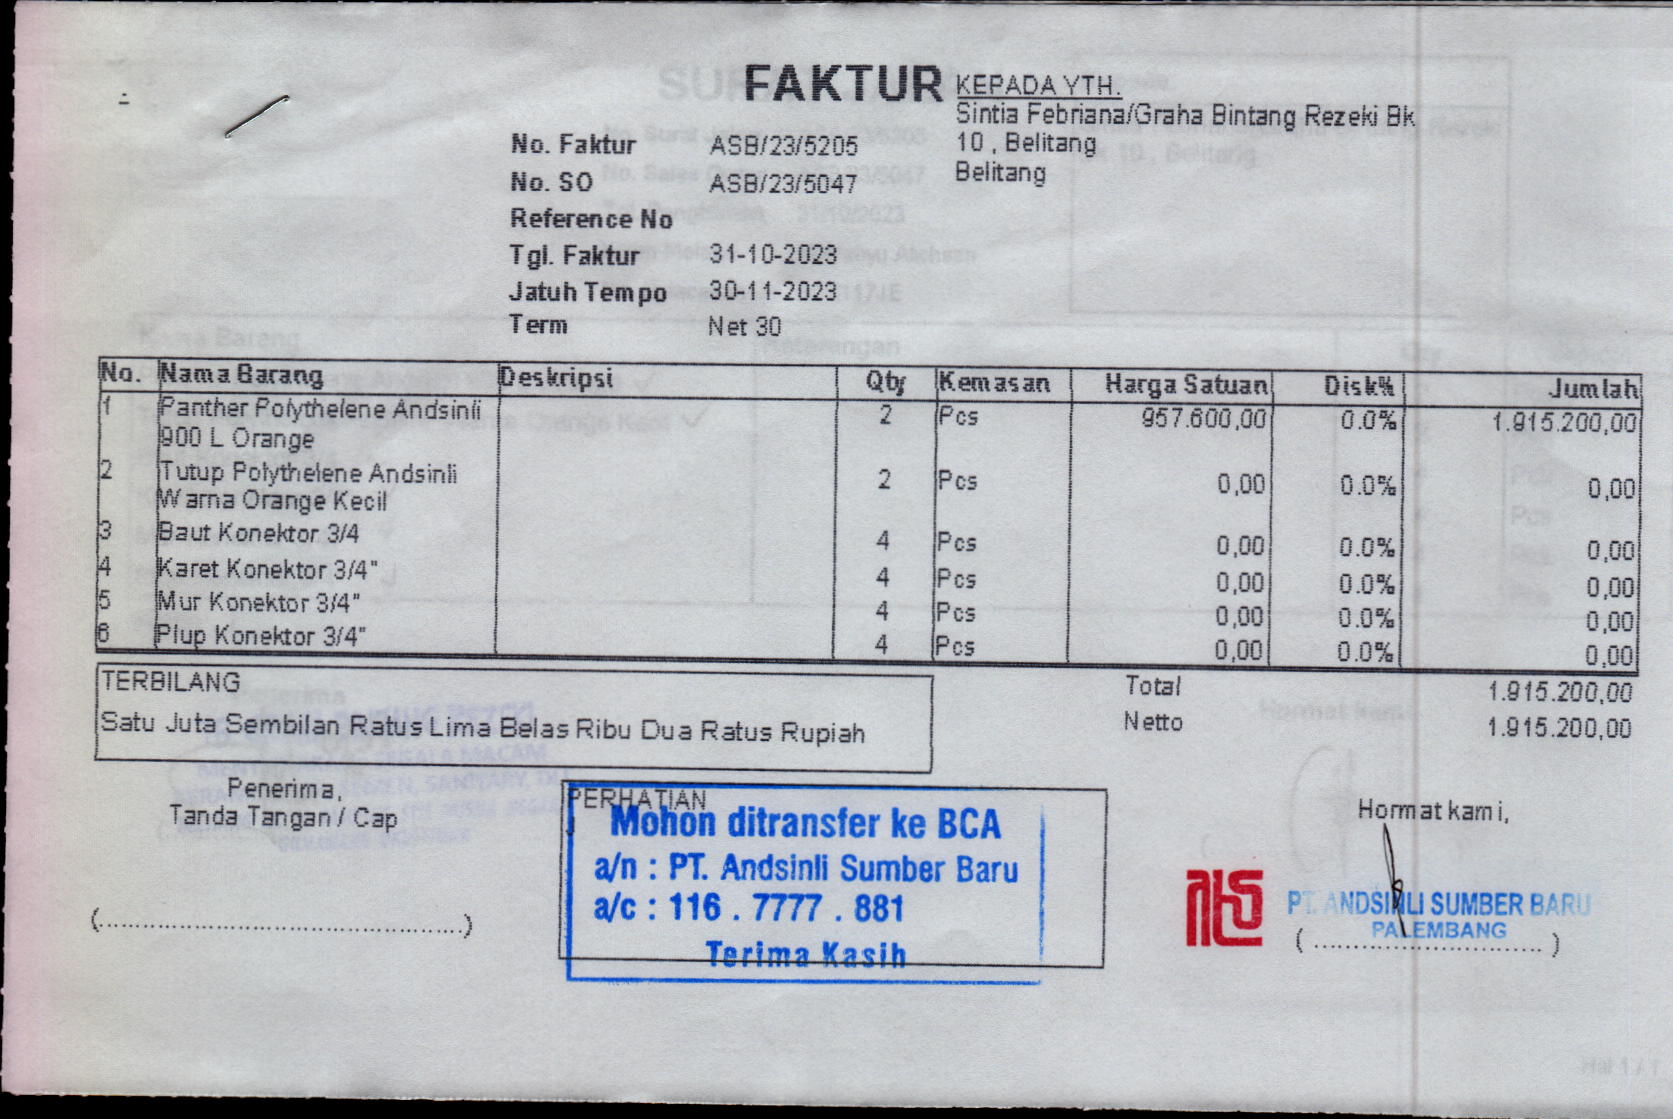 FAKTUR
KEPADA YTH.
Sintia Febriana/Graha Bintang Rezeki Bk
10 , Belitang
Belitang
No. Faktur ASB/23/5205
No. SO ASB/23/5047
Reference No
Tgl. Faktur 31-10-2023
Jatuh Tempo 30-11-2023
Term Net 30
No. Nama Barang Deskripsi Qty Kemasan Harga Satuan Disk% Jumlah
1 Panther Polythelene Andsinli 2 Pcs 957.600,00 0.0% 1.915.200,00
900 L Orange
2 Tutup Polythelene Andsinli 2 Pcs 0,00 0.0% 0,00
Warna Orange Kecil
3 Baut Konektor 3/4 4 Pcs 0,00 0.0% 0,00
4 Karet Konektor 3/4" 4 Pcs 0,00 0.0% 0,00
5 Mur Konektor 3/4" 4 Pcs 0,00 0.0% 0,00
6 Plup Konektor 3/4" 4 Pcs 0,00 0.0% 0,00
TERBILANG
Satu Juta Sembilan Ratus Lima Belas Ribu Dua Ratus Rupiah
Total 1.915.200,00
Netto 1.915.200,00
Penerima,
Tanda Tangan / Cap
(................................................)
PERHATIAN
Mohon ditransfer ke BCA
a/n : PT. Andsinli Sumber Baru
a/c : 116 . 7777 . 881
Terima Kasih
Hormat kami,
PT. ANDSINLI SUMBER BARU
PALEMBANG
(................................)